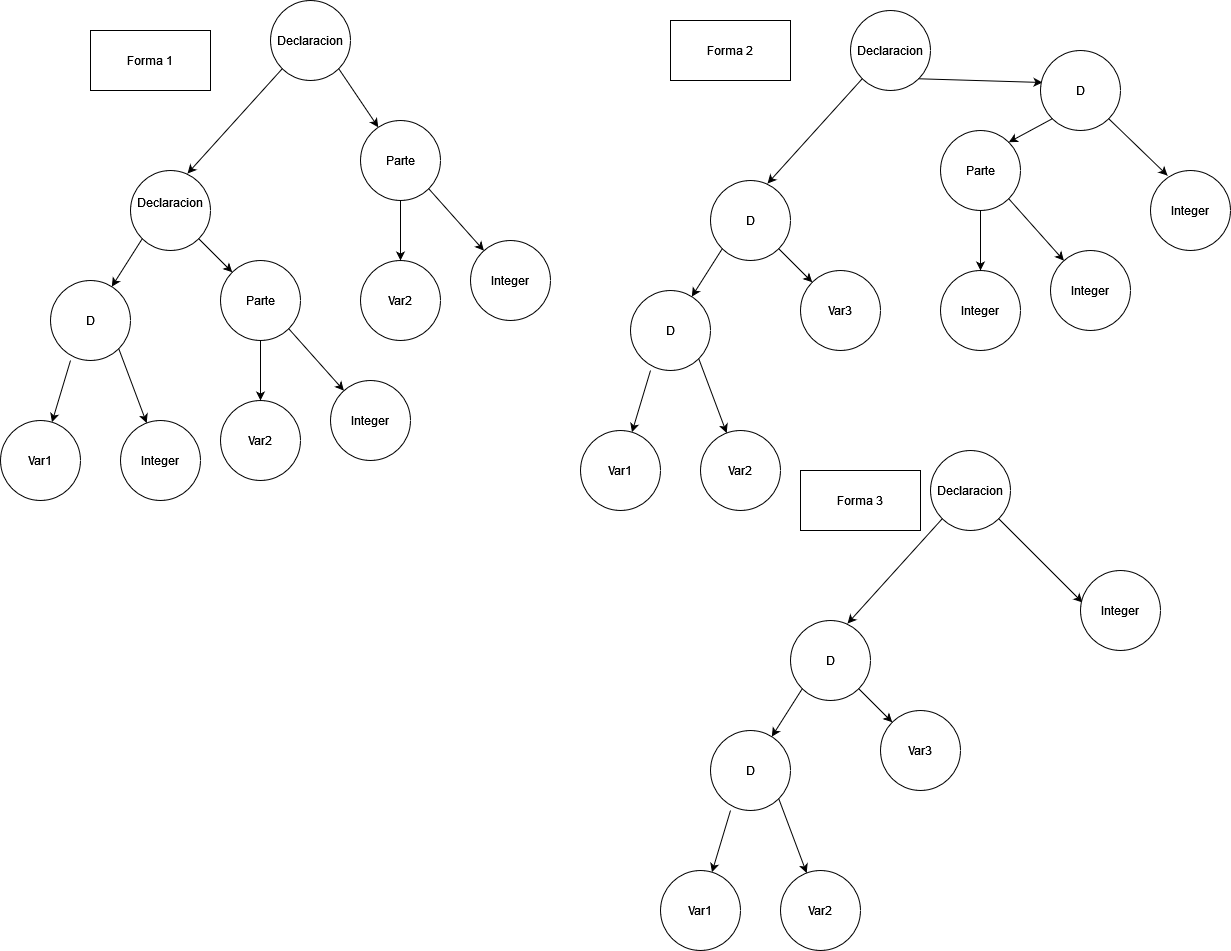 Forma 1
Declaracion
Parte
Declaracion
Var2
Integer
D
Parte
Var1
Integer
Var2
Integer
Forma 2
Declaracion
D
Parte
Integer
D
Integer
Integer
D
Var3
Var1
Var2
Forma 3
Declaracion
Integer
D
Var3
D
Var1
Var2